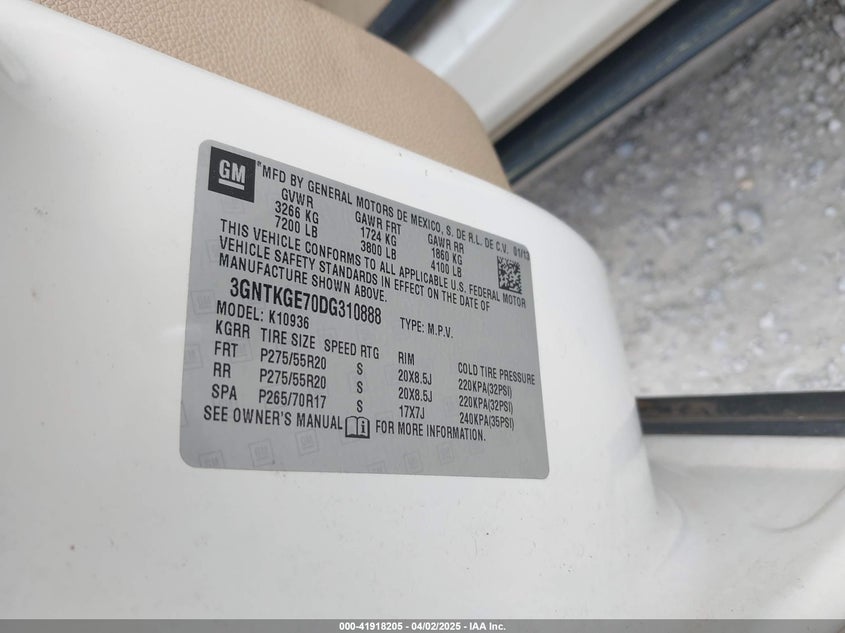 GM
® MFD BY GENERAL MOTORS DE MEXICO, S. DE R.L. DE C.V. 01/13
GVWR GAWR FRT GAWR RR
3266 KG 1724 KG 1860 KG
7200 LB 3800 LB 4100 LB
THIS VEHICLE CONFORMS TO ALL APPLICABLE U.S. FEDERAL MOTOR
VEHICLE SAFETY STANDARDS IN EFFECT ON THE DATE OF
MANUFACTURE SHOWN ABOVE.
3GNTKGE70DG310888
MODEL: K10936 TYPE: M.P.V.
KGRR TIRE SIZE SPEED RTG RIM COLD TIRE PRESSURE
FRT P275/55R20 S 20X8.5J 220KPA(32PSI)
RR P275/55R20 S 20X8.5J 220KPA(32PSI)
SPA P265/70R17 S 17X7J 240KPA(35PSI)
SEE OWNER'S MANUAL FOR MORE INFORMATION.
000-41918205 - 04/02/2025 - IAA Inc.